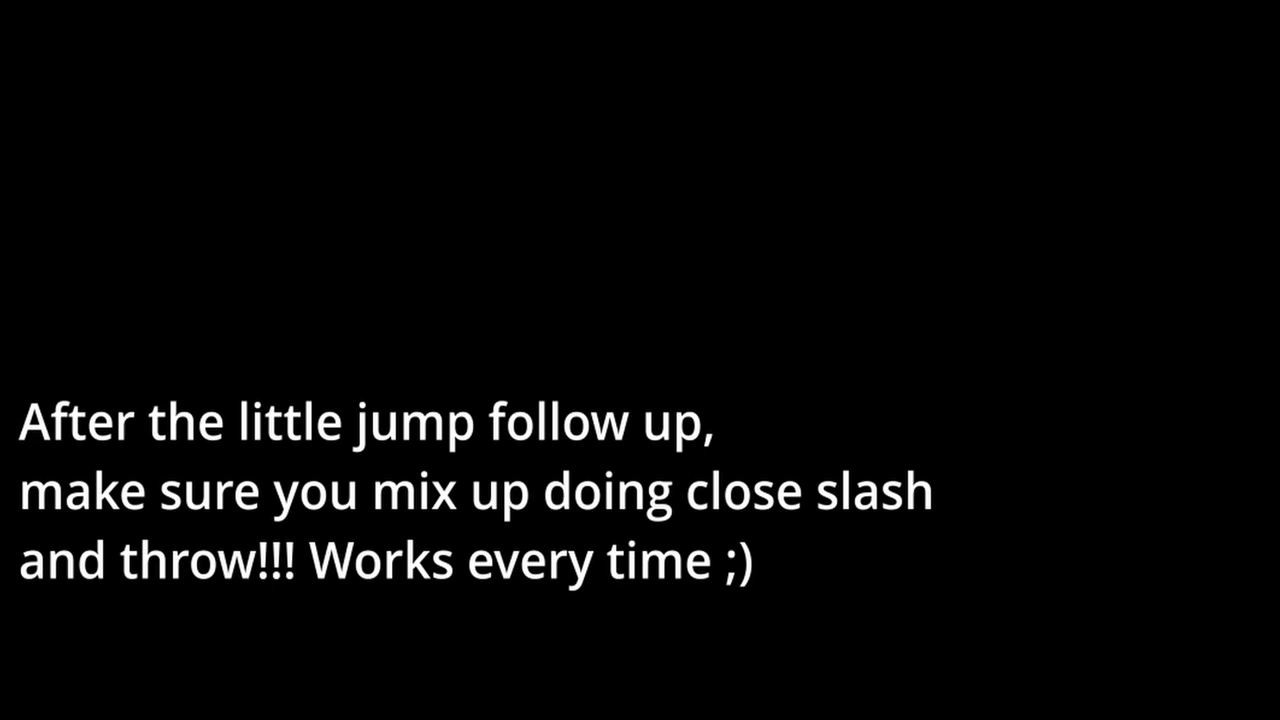 After the little jump follow up,
make sure you mix up doing close slash
and throw!!! Works every time ;)